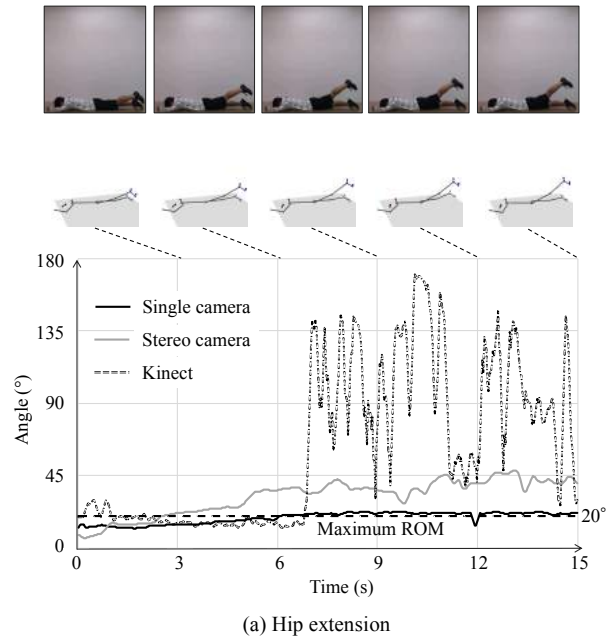 180
135
90
45
0
Angle (°)
Single camera
Stereo camera
Kinect
Maximum ROM
20°
0 3 6 9 12 15
Time (s)
(a) Hip extension